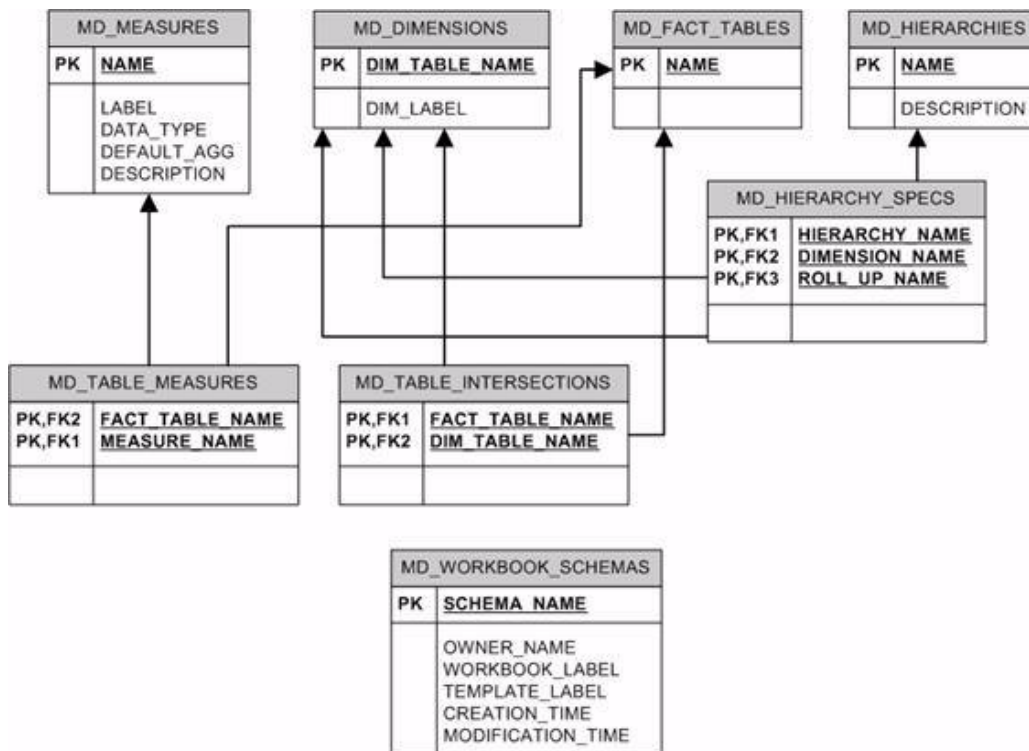 MD_MEASURES
PK NAME
LABEL
DATA_TYPE
DEFAULT_AGG
DESCRIPTION
MD_DIMENSIONS
PK DIM_TABLE_NAME
DIM_LABEL
MD_FACT_TABLES
PK NAME
MD_HIERARCHIES
PK NAME
DESCRIPTION
MD_HIERARCHY_SPECS
PK,FK1 HIERARCHY_NAME
PK,FK2 DIMENSION_NAME
PK,FK3 ROLL_UP_NAME
MD_TABLE_MEASURES
PK,FK2 FACT_TABLE_NAME
PK,FK1 MEASURE_NAME
MD_TABLE_INTERSECTIONS
PK,FK1 FACT_TABLE_NAME
PK,FK2 DIM_TABLE_NAME
MD_WORKBOOK_SCHEMAS
PK SCHEMA_NAME
OWNER_NAME
WORKBOOK_LABEL
TEMPLATE_LABEL
CREATION_TIME
MODIFICATION_TIME